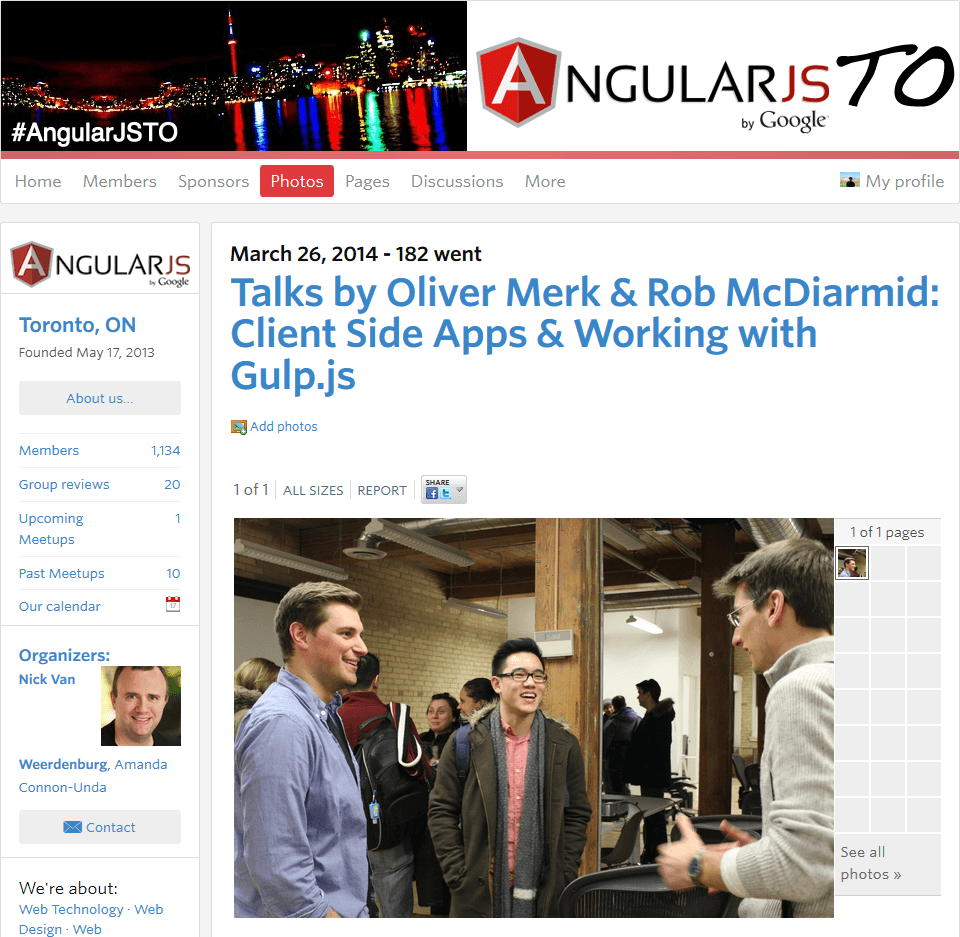 #AngularJSTO
ANGULARJS TO
by Google
Home Members Sponsors Photos Pages Discussions More My profile
ANGULARJS
by Google
Toronto, ON
Founded May 17, 2013
About us...
Members 1,134
Group reviews 20
Upcoming 1
Meetups
Past Meetups 10
Our calendar 17
Organizers:
Nick Van
Weerdenburg, Amanda
Connon-Unda
Contact
We're about:
Web Technology · Web
Design · Web
March 26, 2014 - 182 went
Talks by Oliver Merk & Rob McDiarmid:
Client Side Apps & Working with
Gulp.js
Add photos
1 of 1 ALL SIZES REPORT SHARE
1 of 1 pages
See all
photos »